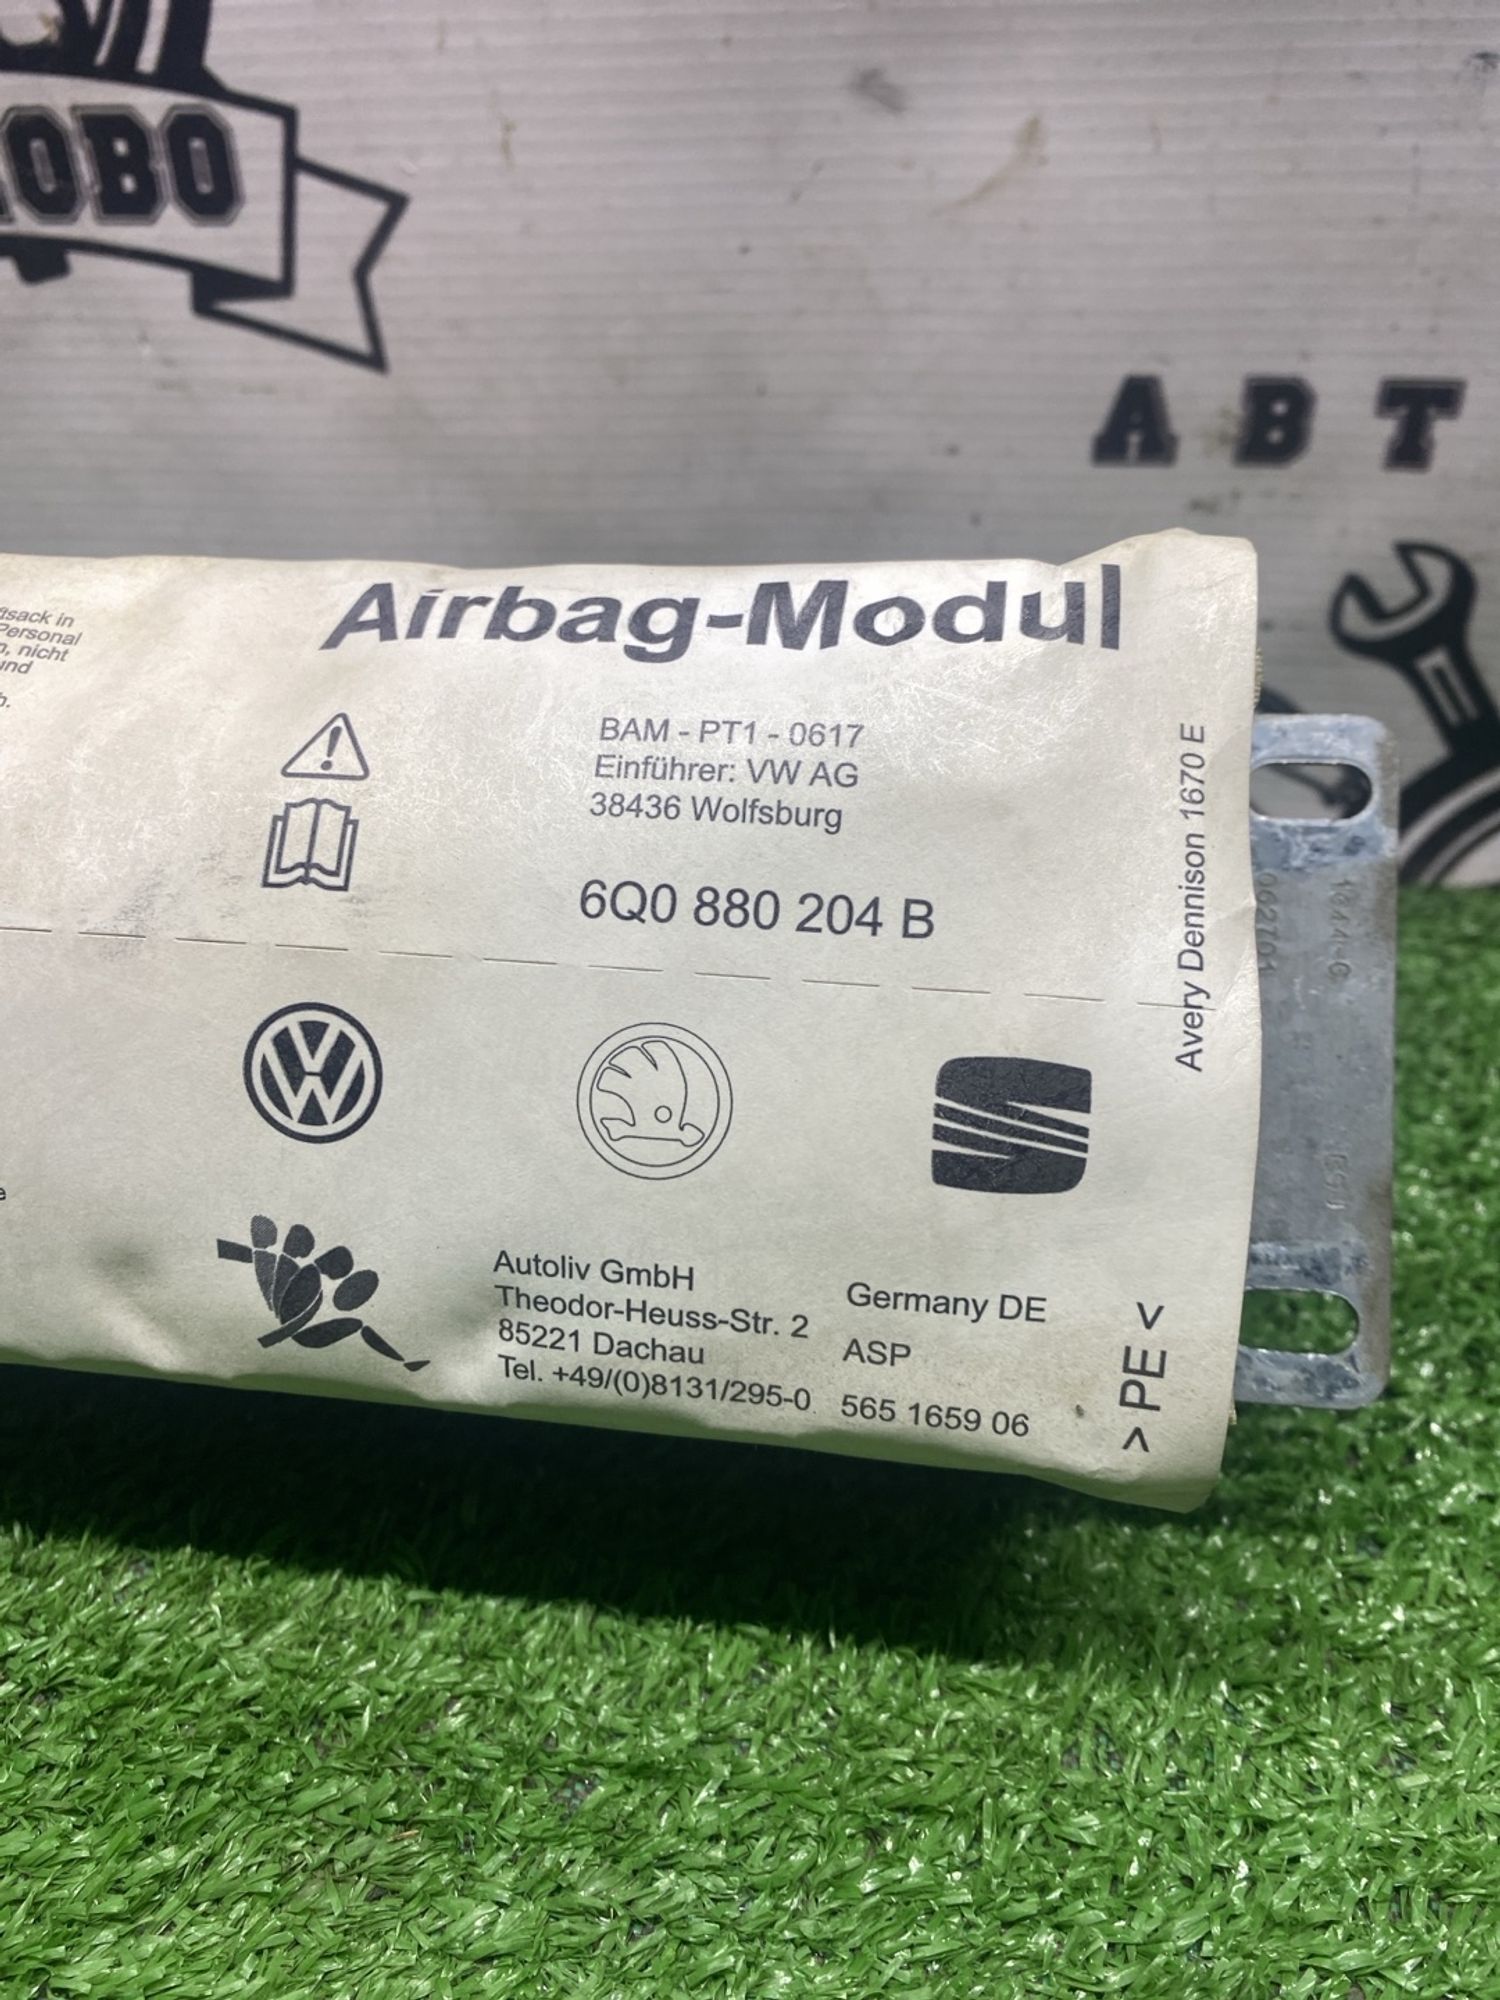 ОВО
А В Т
sack in
Personal
, nicht
und
Airbag-Modul
BAM - PT1 - 0617
Einführer: VW AG
38436 Wolfsburg
6Q0 880 204 B
Avery Dennison 1670 E
Autoliv GmbH
Theodor-Heuss-Str. 2
85221 Dachau
Tel. +49/(0)8131/295-0
Germany DE
ASP
565 1659 06
> PE <